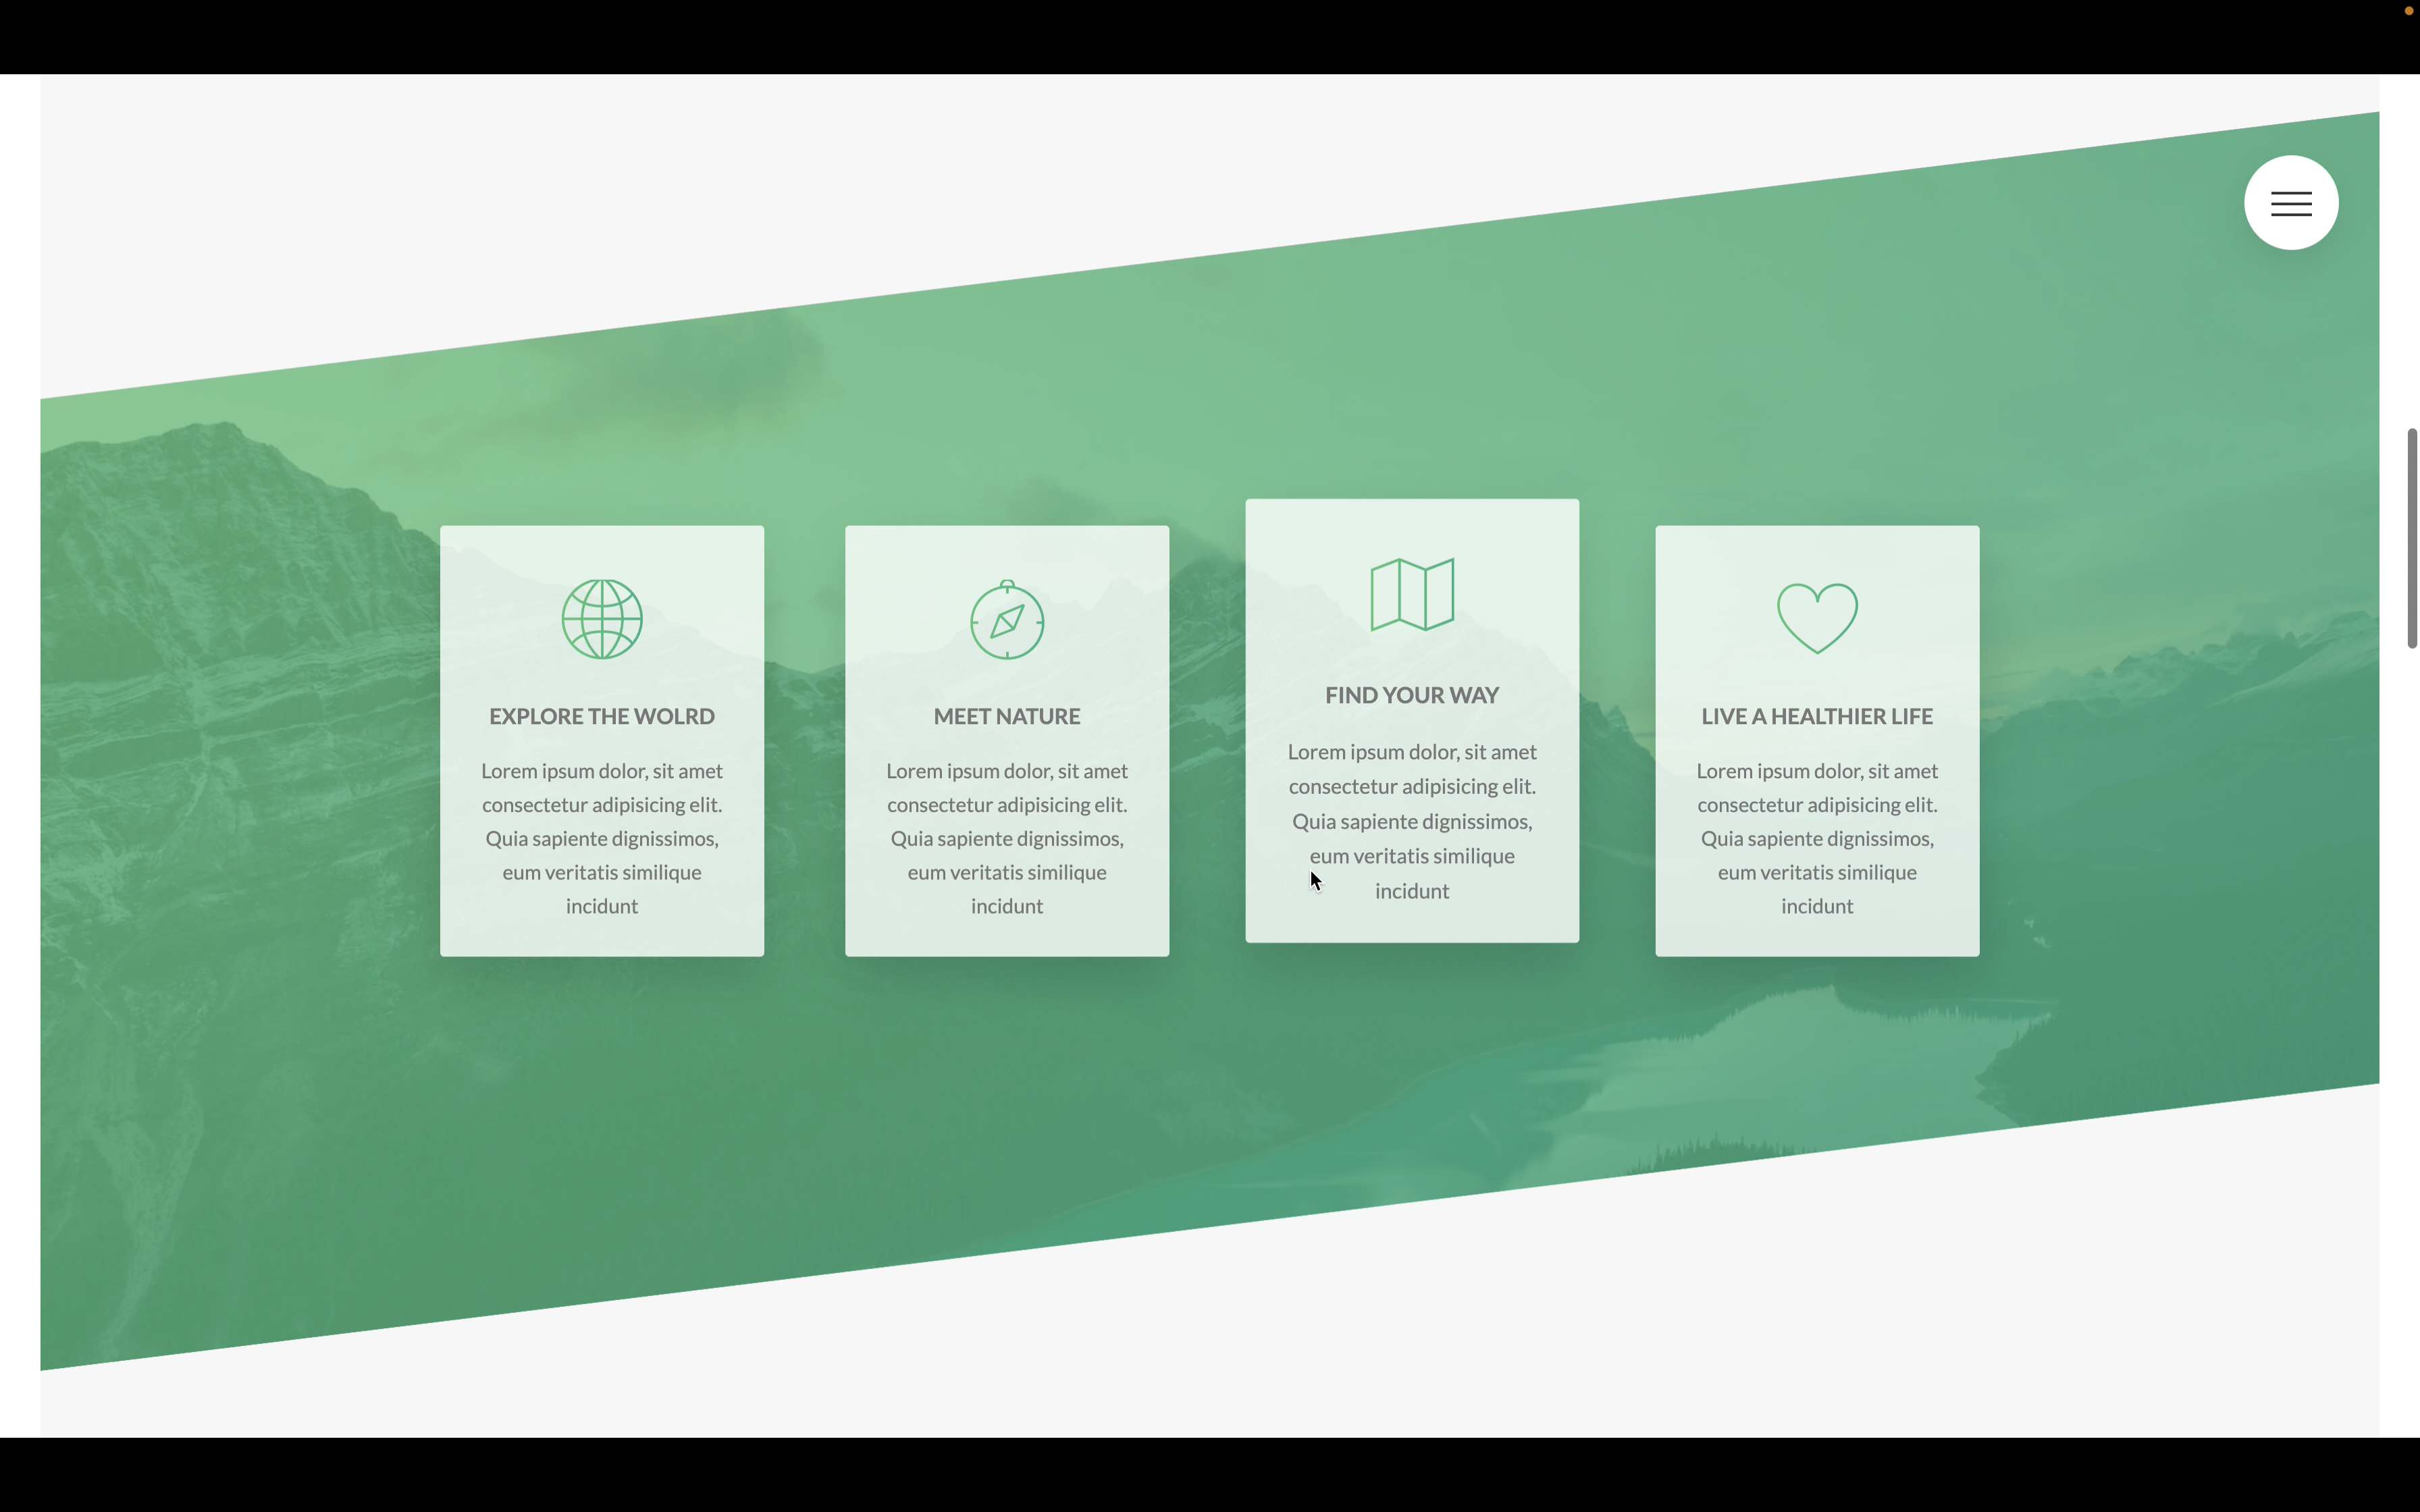 EXPLORE THE WOLRD
Lorem ipsum dolor, sit amet
consectetur adipisicing elit.
Quia sapiente dignissimos,
eum veritatis similique
incidunt
MEET NATURE
Lorem ipsum dolor, sit amet
consectetur adipisicing elit.
Quia sapiente dignissimos,
eum veritatis similique
incidunt
FIND YOUR WAY
Lorem ipsum dolor, sit amet
consectetur adipisicing elit.
Quia sapiente dignissimos,
eum veritatis similique
incidunt
LIVE A HEALTHIER LIFE
Lorem ipsum dolor, sit amet
consectetur adipisicing elit.
Quia sapiente dignissimos,
eum veritatis similique
incidunt